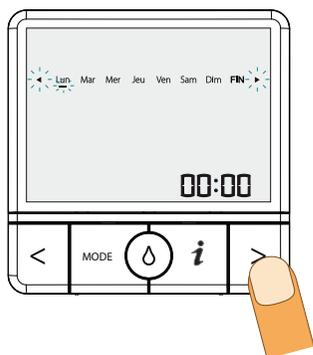 ◄ Lun Mar Mer Jeu Ven Sam Dim FIN ►
00:00
< MODE i >